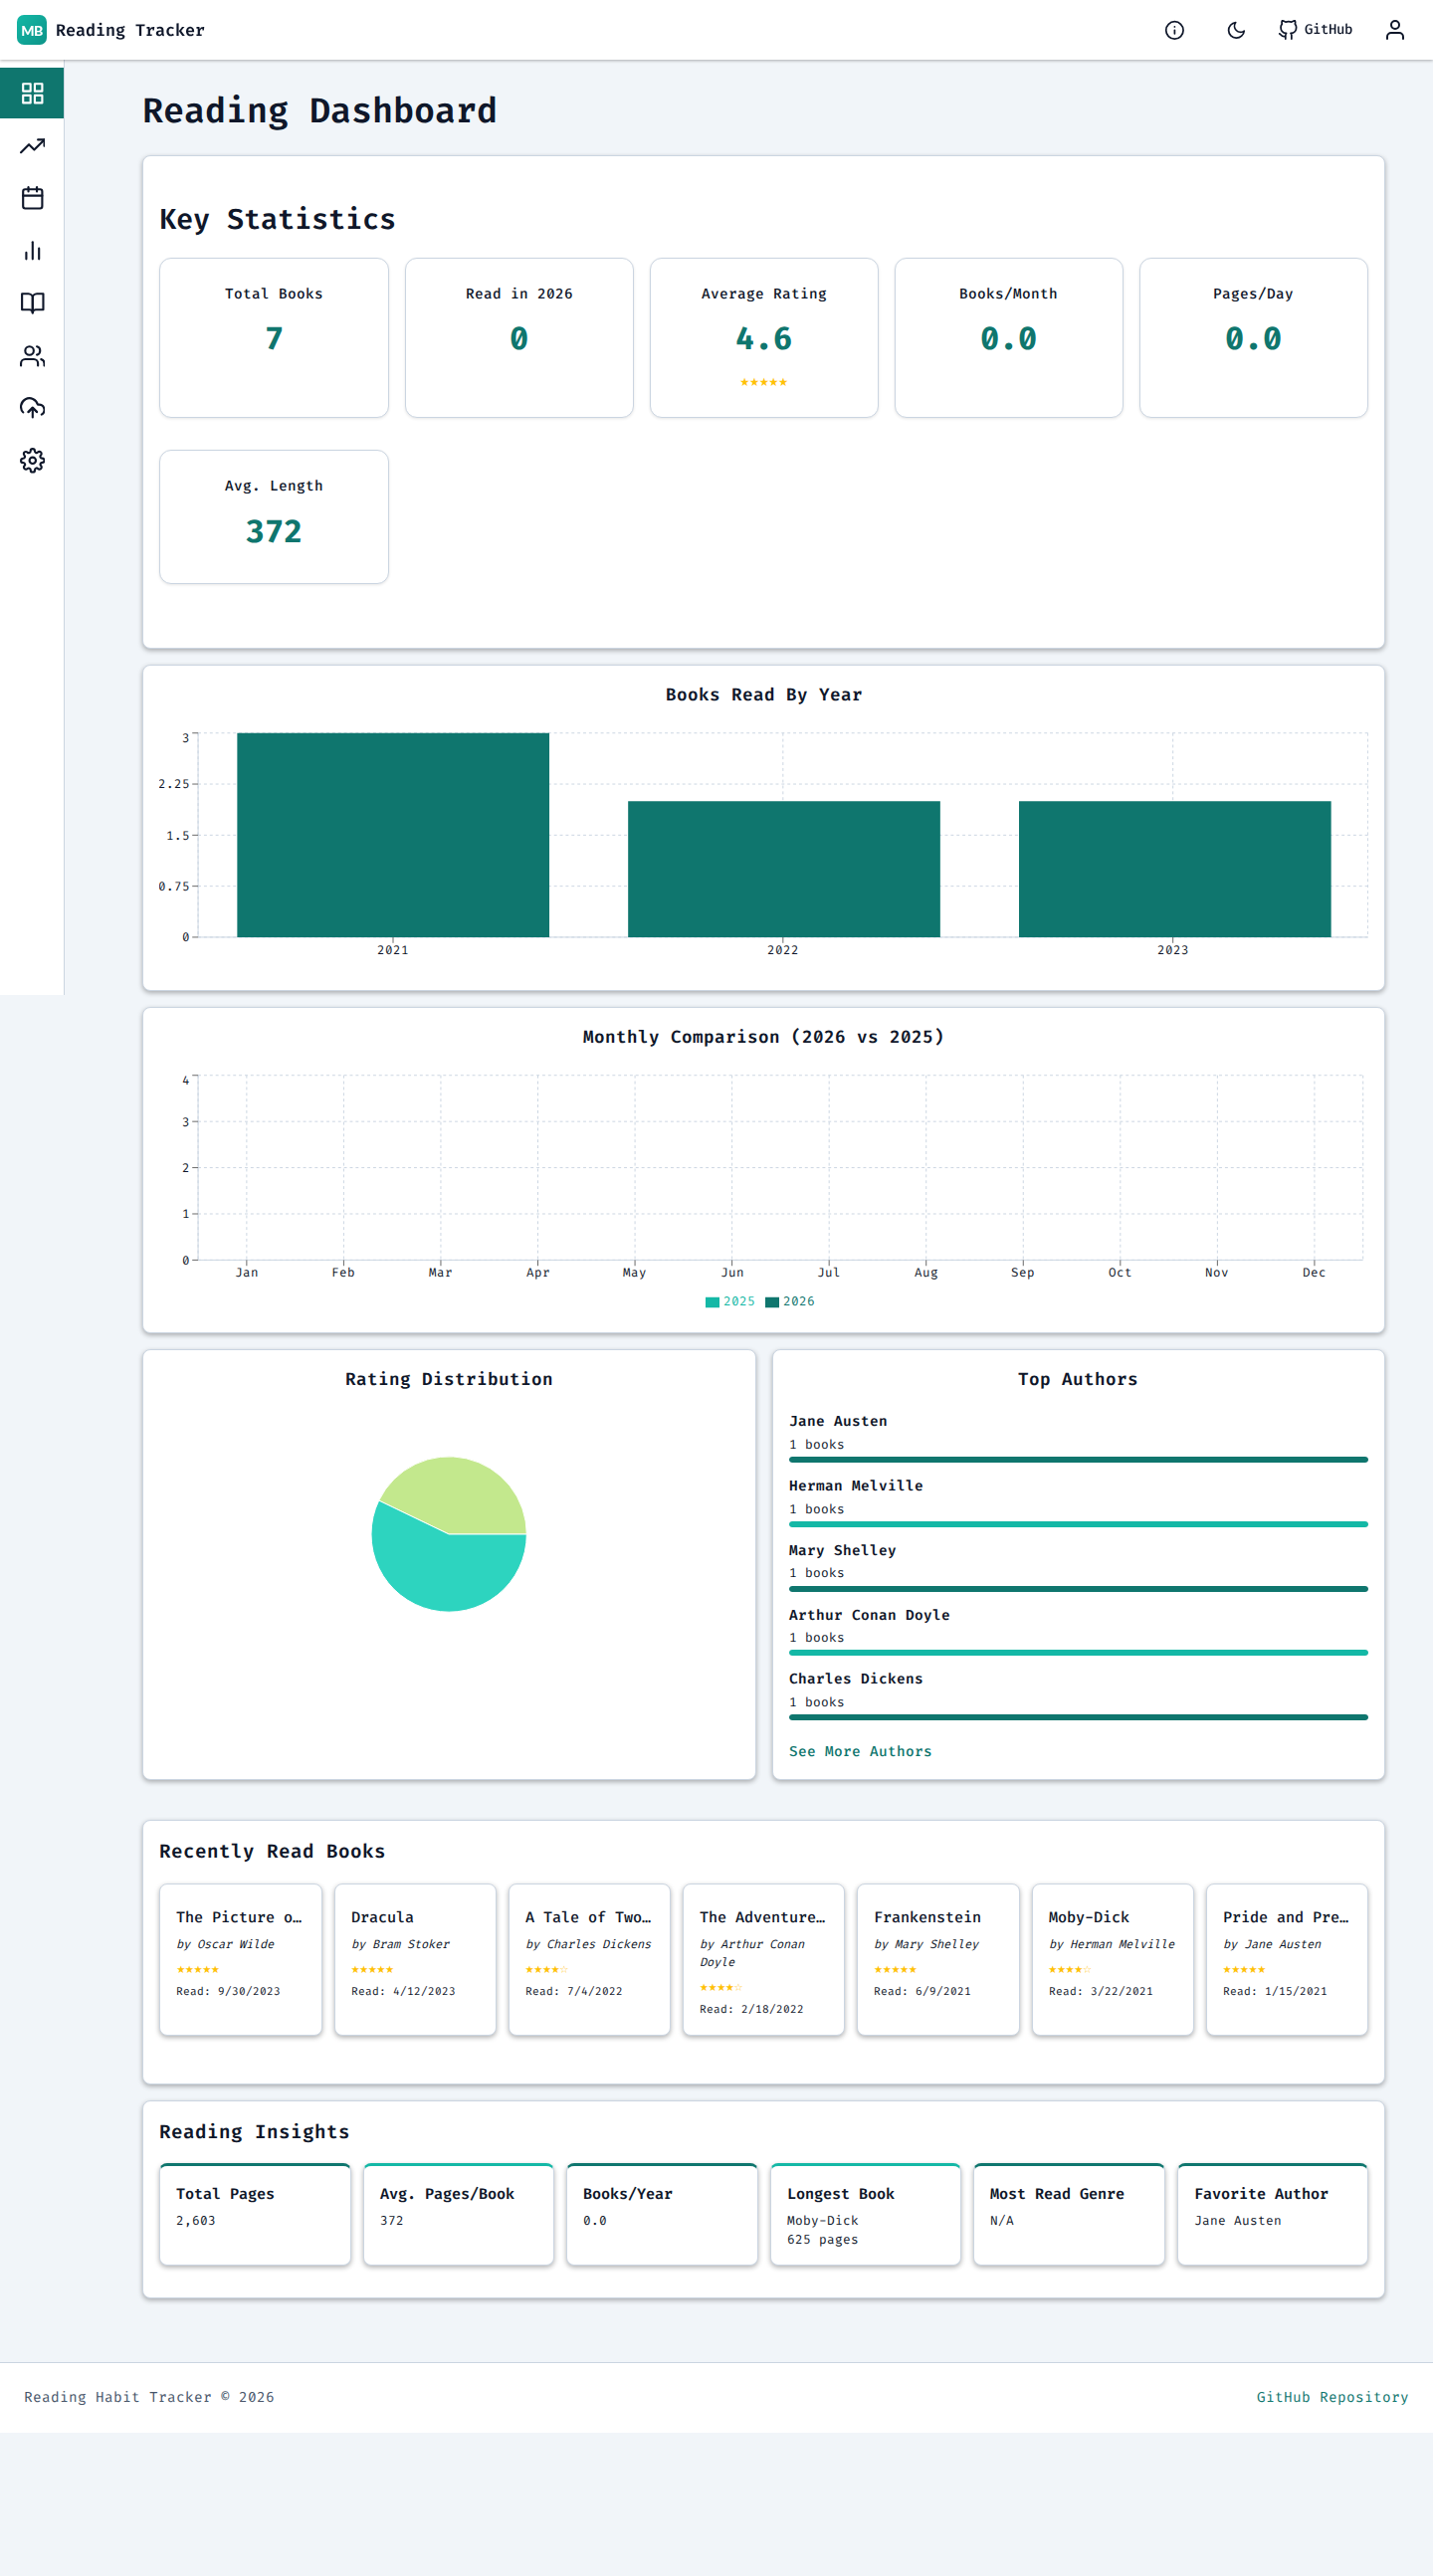 MB Reading Tracker
GitHub
Reading Dashboard
Key Statistics
Total Books
7
Read in 2026
0
Average Rating
4.6
★★★★★
Books/Month
0.0
Pages/Day
0.0
Avg. Length
372
Books Read By Year
3
2.25
1.5
0.75
0
2021 2022 2023
Monthly Comparison (2026 vs 2025)
4
3
2
1
0
Jan Feb Mar Apr May Jun Jul Aug Sep Oct Nov Dec
2025 2026
Rating Distribution
Top Authors
Jane Austen
1 books
Herman Melville
1 books
Mary Shelley
1 books
Arthur Conan Doyle
1 books
Charles Dickens
1 books
See More Authors
Recently Read Books
The Picture o…
by Oscar Wilde
★★★★★
Read: 9/30/2023
Dracula
by Bram Stoker
★★★★★
Read: 4/12/2023
A Tale of Two…
by Charles Dickens
★★★★☆
Read: 7/4/2022
The Adventure…
by Arthur Conan
Doyle
★★★★☆
Read: 2/18/2022
Frankenstein
by Mary Shelley
★★★★★
Read: 6/9/2021
Moby-Dick
by Herman Melville
★★★★☆
Read: 3/22/2021
Pride and Pre…
by Jane Austen
★★★★★
Read: 1/15/2021
Reading Insights
Total Pages
2,603
Avg. Pages/Book
372
Books/Year
0.0
Longest Book
Moby-Dick
625 pages
Most Read Genre
N/A
Favorite Author
Jane Austen
Reading Habit Tracker © 2026
GitHub Repository